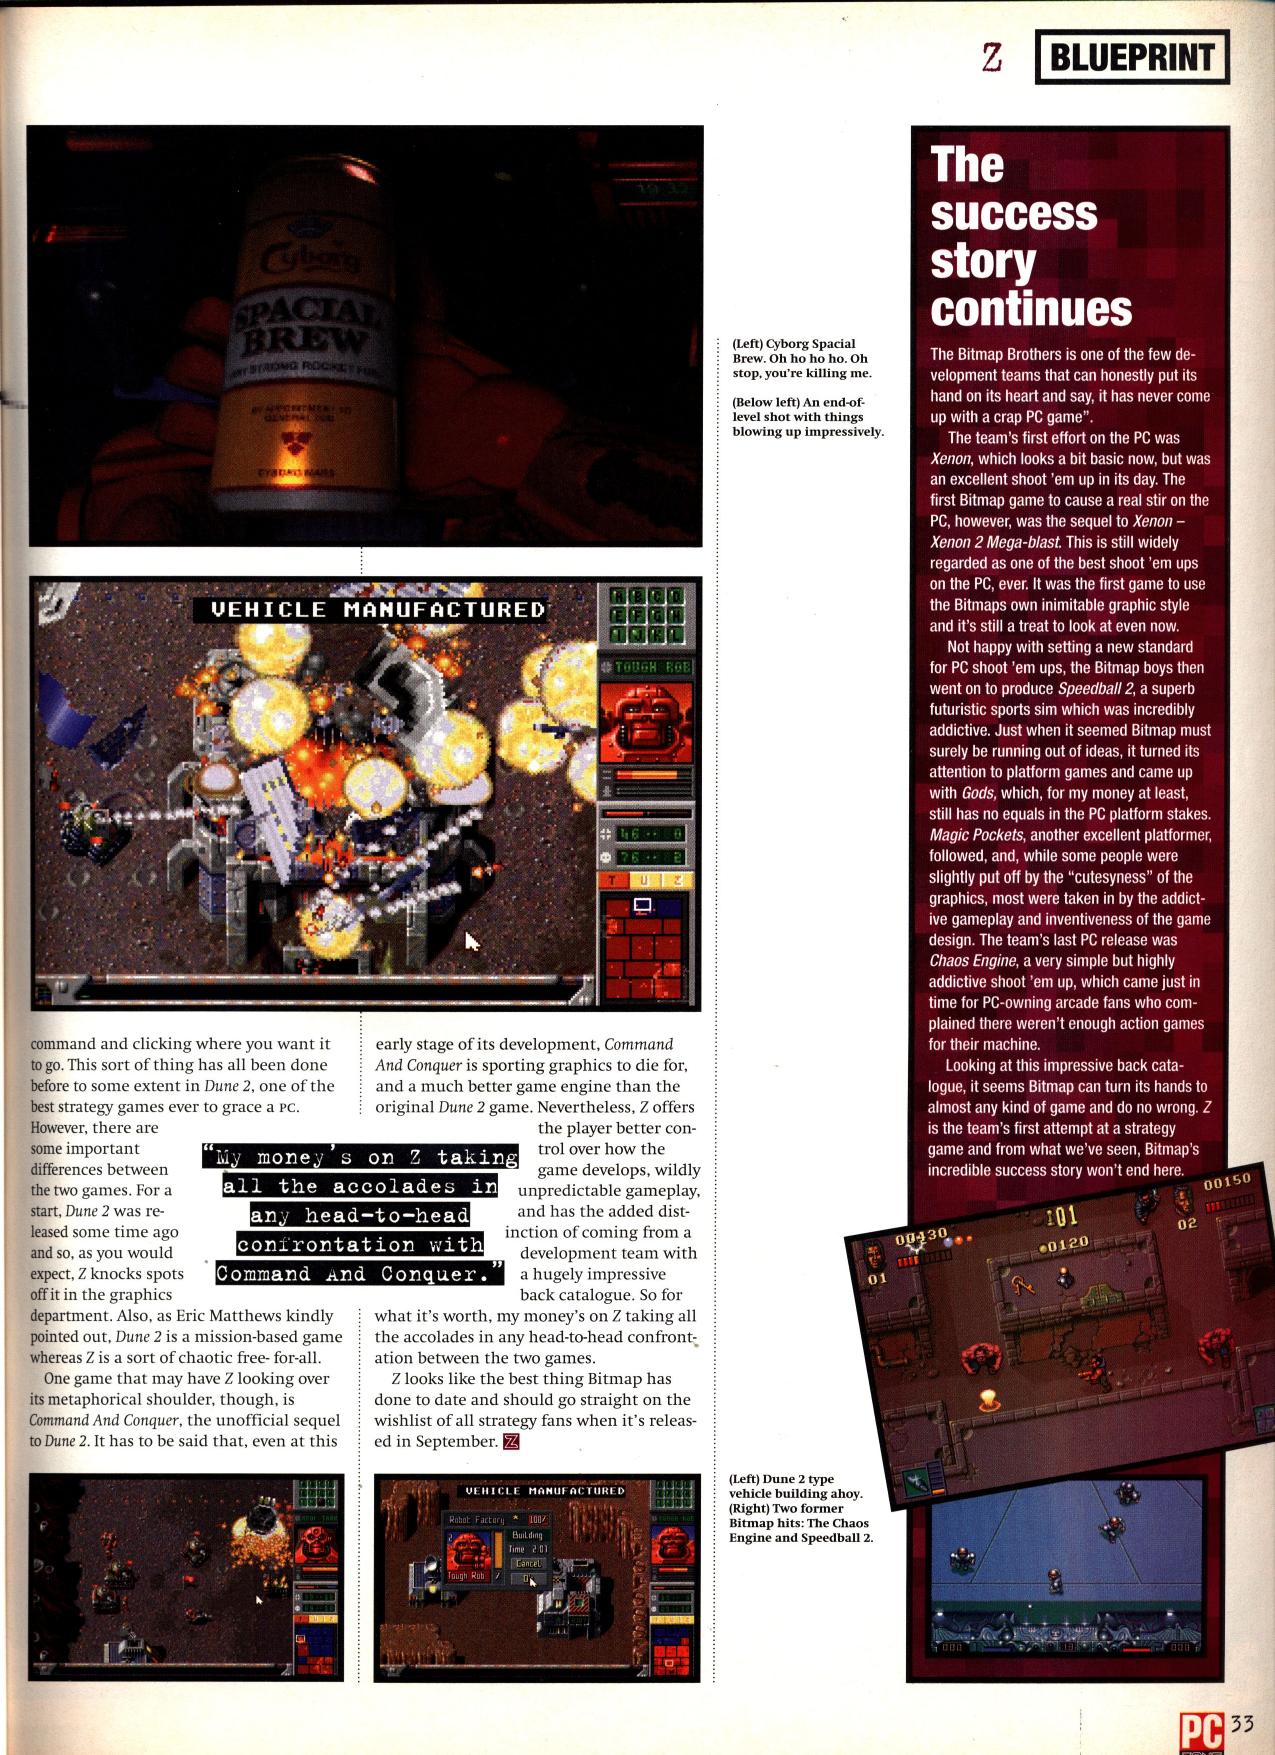 Z BLUEPRINT
Cyborg
SPACIAL
BREW
19:32
(Left) Cyborg Spacial
Brew. Oh ho ho ho. Oh
stop, you're killing me.
(Below left) An end-of-
level shot with things
blowing up impressively.
VEHICLE MANUFACTURED
A B C D
E F G H
I J K L
TOUGH ROB
T U Z
command and clicking where you want it
to go. This sort of thing has all been done
before to some extent in Dune 2, one of the
best strategy games ever to grace a PC.
However, there are
some important
differences between
the two games. For a
start, Dune 2 was re-
leased some time ago
and so, as you would
expect, Z knocks spots
off it in the graphics
department. Also, as Eric Matthews kindly
pointed out, Dune 2 is a mission-based game
whereas Z is a sort of chaotic free- for-all.
One game that may have Z looking over
its metaphorical shoulder, though, is
Command And Conquer, the unofficial sequel
to Dune 2. It has to be said that, even at this
"My money's on Z taking
all the accolades in
any head-to-head
confrontation with
Command And Conquer."
early stage of its development, Command
And Conquer is sporting graphics to die for,
and a much better game engine than the
original Dune 2 game. Nevertheless, Z offers
the player better con-
trol over how the
game develops, wildly
unpredictable gameplay,
and has the added dist-
inction of coming from a
development team with
a hugely impressive
back catalogue. So for
what it's worth, my money's on Z taking all
the accolades in any head-to-head confront-
ation between the two games.
Z looks like the best thing Bitmap has
done to date and should go straight on the
wishlist of all strategy fans when it's releas-
ed in September. Z
VEHICLE MANUFACTURED
Robot Factory
Building
Time 2:01
Cancel
Tough Rob
(Left) Dune 2 type
vehicle building ahoy.
(Right) Two former
Bitmap hits: The Chaos
Engine and Speedball 2.
The
success
story
continues
The Bitmap Brothers is one of the few de-
velopment teams that can honestly put its
hand on its heart and say, it has never come
up with a crap PC game".
The team's first effort on the PC was
Xenon, which looks a bit basic now, but was
an excellent shoot 'em up in its day. The
first Bitmap game to cause a real stir on the
PC, however, was the sequel to Xenon –
Xenon 2 Mega-blast. This is still widely
regarded as one of the best shoot 'em ups
on the PC, ever. It was the first game to use
the Bitmaps own inimitable graphic style
and it's still a treat to look at even now.
Not happy with setting a new standard
for PC shoot 'em ups, the Bitmap boys then
went on to produce Speedball 2, a superb
futuristic sports sim which was incredibly
addictive. Just when it seemed Bitmap must
surely be running out of ideas, it turned its
attention to platform games and came up
with Gods, which, for my money at least,
still has no equals in the PC platform stakes.
Magic Pockets, another excellent platformer,
followed, and, while some people were
slightly put off by the "cutesyness" of the
graphics, most were taken in by the addict-
ive gameplay and inventiveness of the game
design. The team's last PC release was
Chaos Engine, a very simple but highly
addictive shoot 'em up, which came just in
time for PC-owning arcade fans who com-
plained there weren't enough action games
for their machine.
Looking at this impressive back cata-
logue, it seems Bitmap can turn its hands to
almost any kind of game and do no wrong. Z
is the team's first attempt at a strategy
game and from what we've seen, Bitmap's
incredible success story won't end here.
101
00150
02
0120
01
PC
33